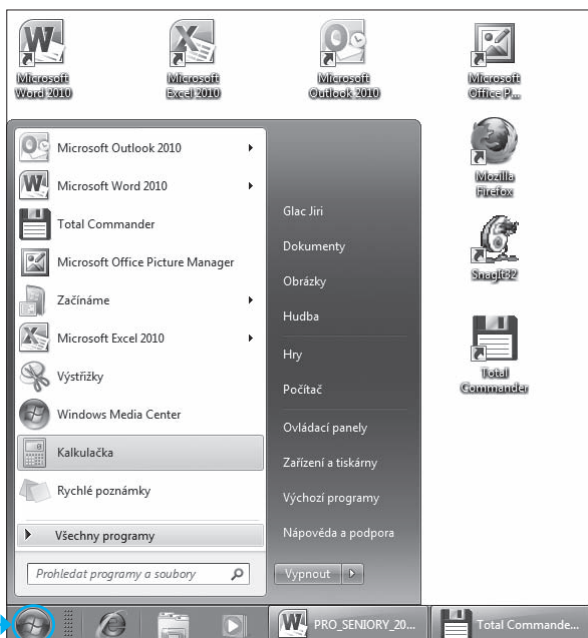 Microsoft
Word 2010
Microsoft
Excel 2010
Microsoft
Outlook 2010
Microsoft
Office P...
Mozilla
Firefox
SnagIt32
Total
Commander
Microsoft Outlook 2010
Microsoft Word 2010
Total Commander
Microsoft Office Picture Manager
Začínáme
Microsoft Excel 2010
Výstřižky
Windows Media Center
Kalkulačka
Rychlé poznámky
Všechny programy
Prohledat programy a soubory
Glac Jiri
Dokumenty
Obrázky
Hudba
Hry
Počítač
Ovládací panely
Zařízení a tiskárny
Výchozí programy
Nápověda a podpora
Vypnout
PRO_SENIORY_20...
Total Commande...